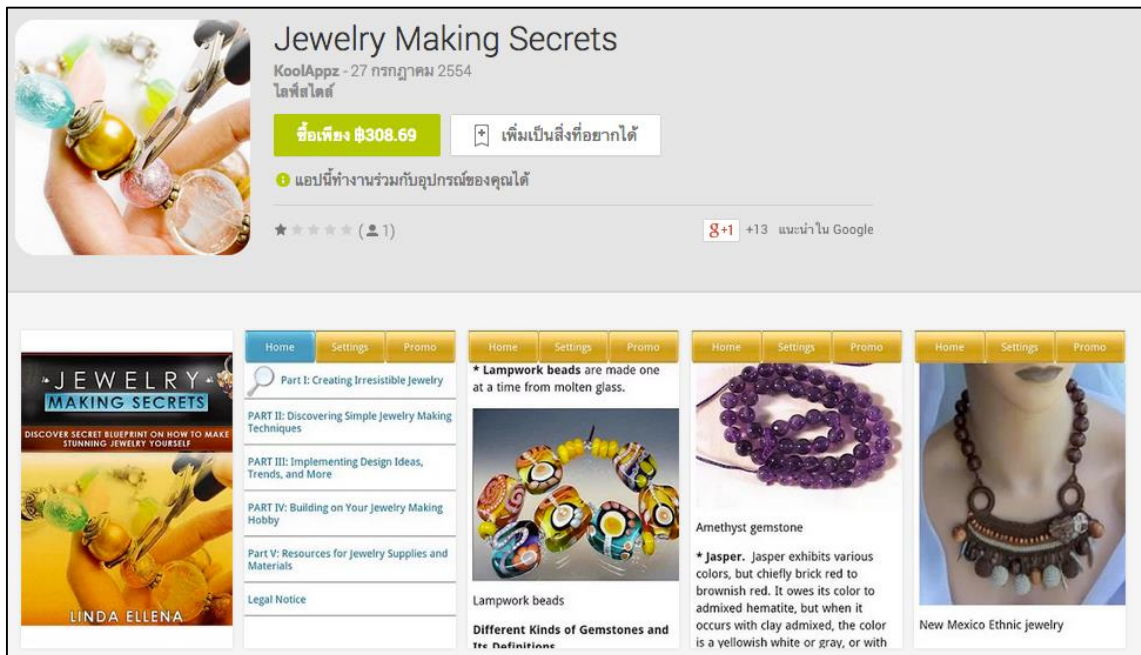 Jewelry Making Secrets
KoolAppz - 27 กรกฎาคม 2554
ไลฟ์สไตล์
ซื้อเพียง ฿308.69
เพิ่มเป็นสิ่งที่อยากได้
แอปนี้ทำงานร่วมกับอุปกรณ์ของคุณได้
(1)
g+1 +13 แนะนำใน Google
JEWELRY
MAKING SECRETS
DISCOVER SECRET BLUEPRINT ON HOW TO MAKE
STUNNING JEWELRY YOURSELF
LINDA ELLENA
Home Settings Promo
Part I: Creating Irresistible Jewelry
PART II: Discovering Simple Jewelry Making
Techniques
PART III: Implementing Design Ideas,
Trends, and More
PART IV: Building on Your Jewelry Making
Hobby
Part V: Resources for Jewelry Supplies and
Materials
Legal Notice
Home Settings Promo
* Lampwork beads are made one
at a time from molten glass.
Lampwork beads
Different Kinds of Gemstones and
Its Definitions
Home Settings Promo
Amethyst gemstone
* Jasper. Jasper exhibits various
colors, but chiefly brick red to
brownish red. It owes its color to
admixed hematite, but when it
occurs with clay admixed, the color
is a yellowish white or gray, or with
Home Settings Promo
New Mexico Ethnic jewelry